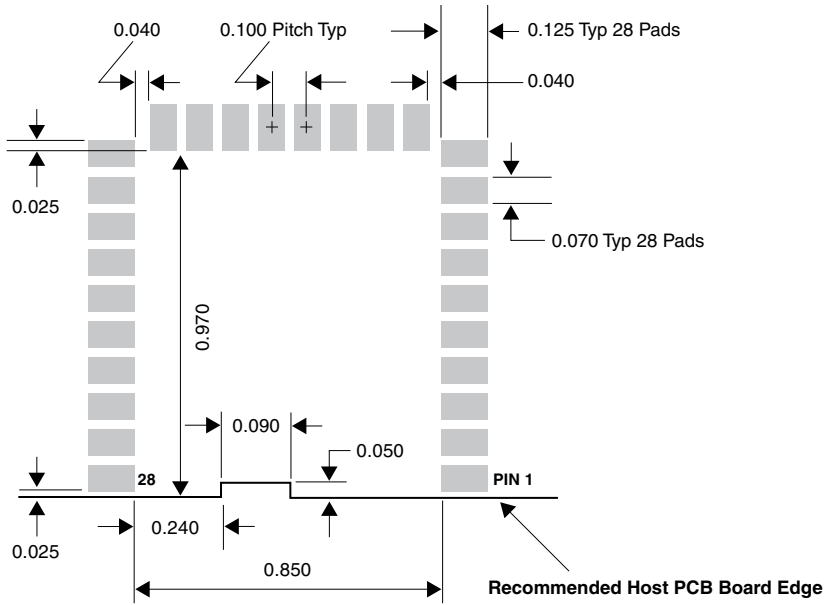 0.040
0.100 Pitch Typ
0.125 Typ 28 Pads
0.040
0.025
0.070 Typ 28 Pads
0.970
0.090
0.050
28
PIN 1
0.025
0.240
0.850
Recommended Host PCB Board Edge